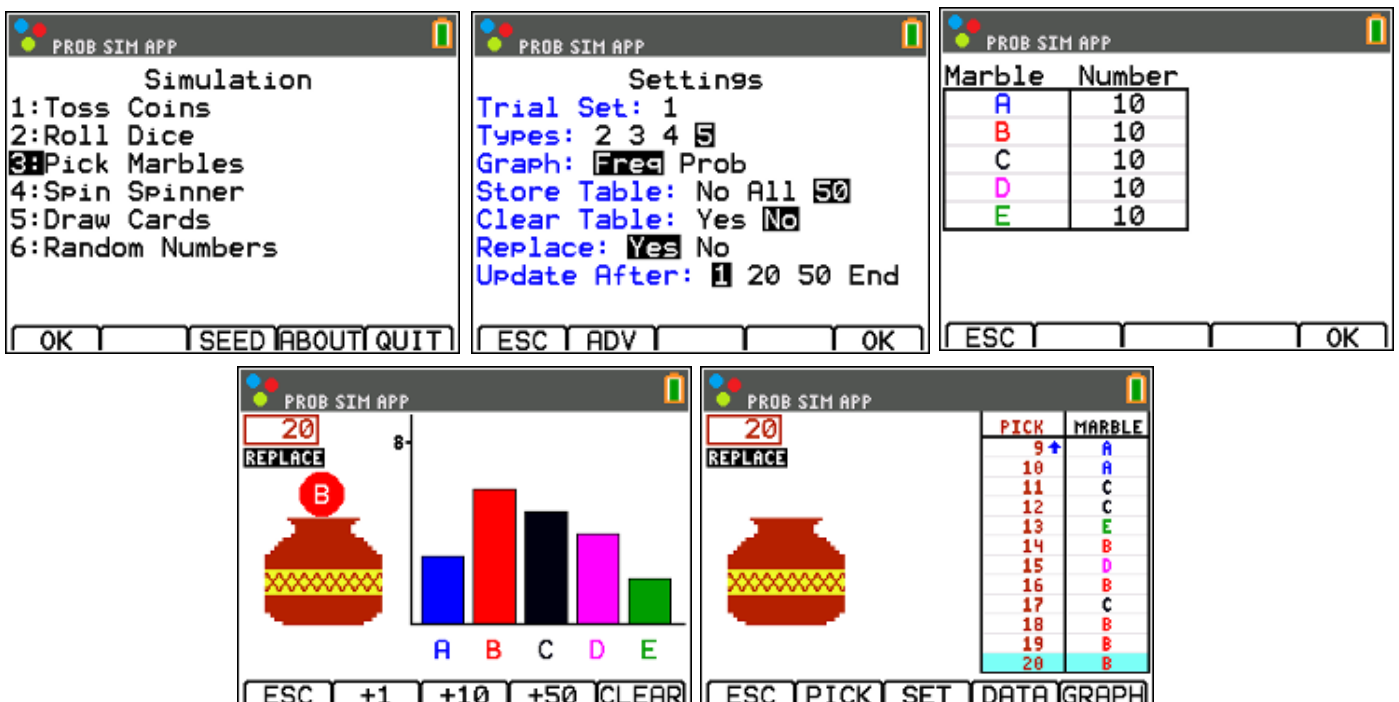 PROB SIM APP
Simulation
1:Toss Coins
2:Roll Dice
3:Pick Marbles
4:Spin Spinner
5:Draw Cards
6:Random Numbers
OK SEED ABOUT QUIT
PROB SIM APP
Settings
Trial Set: 1
Types: 2 3 4 5
Graph: Freq Prob
Store Table: No All 50
Clear Table: Yes No
Replace: Yes No
Update After: 1 20 50 End
ESC ADV OK
PROB SIM APP
Marble Number
A 10
B 10
C 10
D 10
E 10
ESC OK
PROB SIM APP
20
REPLACE
B
8
A B C D E
ESC +1 +10 +50 CLEAR
PROB SIM APP
20
REPLACE
PICK MARBLE
9 A
10 A
11 C
12 C
13 E
14 B
15 D
16 B
17 C
18 B
19 B
20 B
ESC PICK SET DATA GRAPH